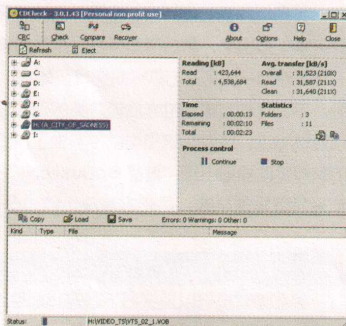 CDCheck - 3.0.1.43 [Personal non profit use]
CRC Check Compare Recover About Options Help Close
Refresh Eject
A:
C:
D:
E:
F:
G:
H: (A_CITY_OF_SADNESS)
I:
Reading [kB]
Read : 423,644
Total : 4,538,684
Avg. transfer [kB/s]
Overall : 31,523 (210X)
Read : 31,587 (211X)
Clean : 31,640 (211X)
Time
Elapsed : 00:00:13
Remaining : 00:02:10
Total : 00:02:23
Statistics
Folders : 3
Files : 11
Process control
Continue Stop
Copy Load Save Errors: 0 Warnings: 0 Other: 0
Kind Type File Message
Status: H:\VIDEO_TS\VTS_02_1.VOB